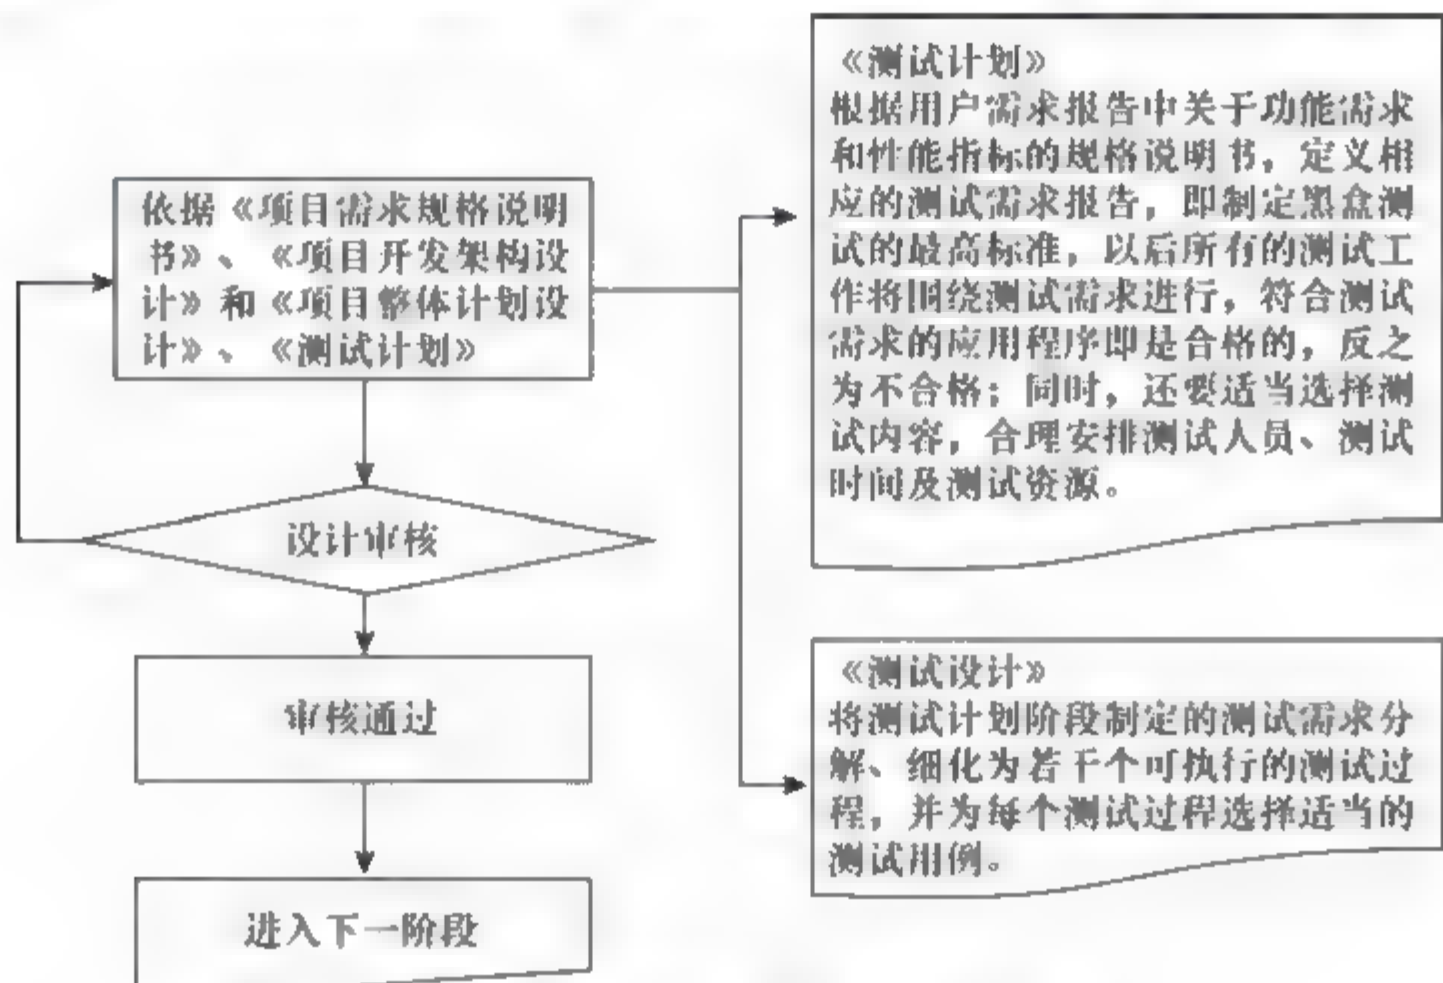 依据《项目需求规格说明
书》、《项目开发架构设
计》和《项目整体计划设
计》、《测试计划》
设计审核
审核通过
进入下一阶段
《测试计划》
根据用户需求报告中关于功能需求
和性能指标的规格说明书，定义相
应的测试需求报告，即制定黑盒测
试的最高标准，以后所有的测试工
作将围绕测试需求进行，符合测试
需求的应用程序即是合格的，反之
为不合格；同时，还要适当选择测
试内容，合理安排测试人员、测试
时间及测试资源。
《测试设计》
将测试计划阶段制定的测试需求分
解、细化为若干个可执行的测试过
程，并为每个测试过程选择适当的
测试用例。